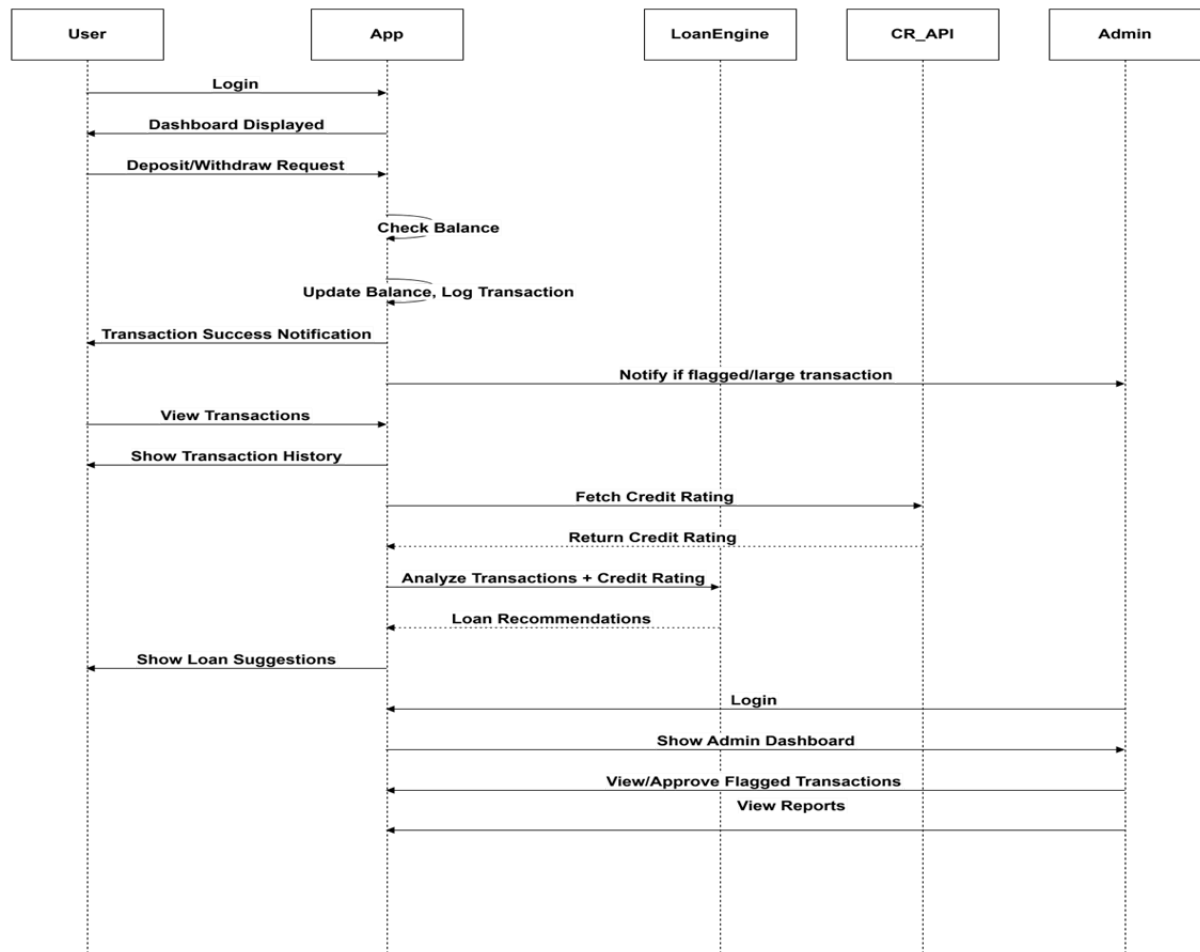 User
App
LoanEngine
CR_API
Admin
Login
Dashboard Displayed
Deposit/Withdraw Request
Check Balance
Update Balance, Log Transaction
Transaction Success Notification
Notify if flagged/large transaction
View Transactions
Show Transaction History
Fetch Credit Rating
Return Credit Rating
Analyze Transactions + Credit Rating
Loan Recommendations
Show Loan Suggestions
Login
Show Admin Dashboard
View/Approve Flagged Transactions
View Reports